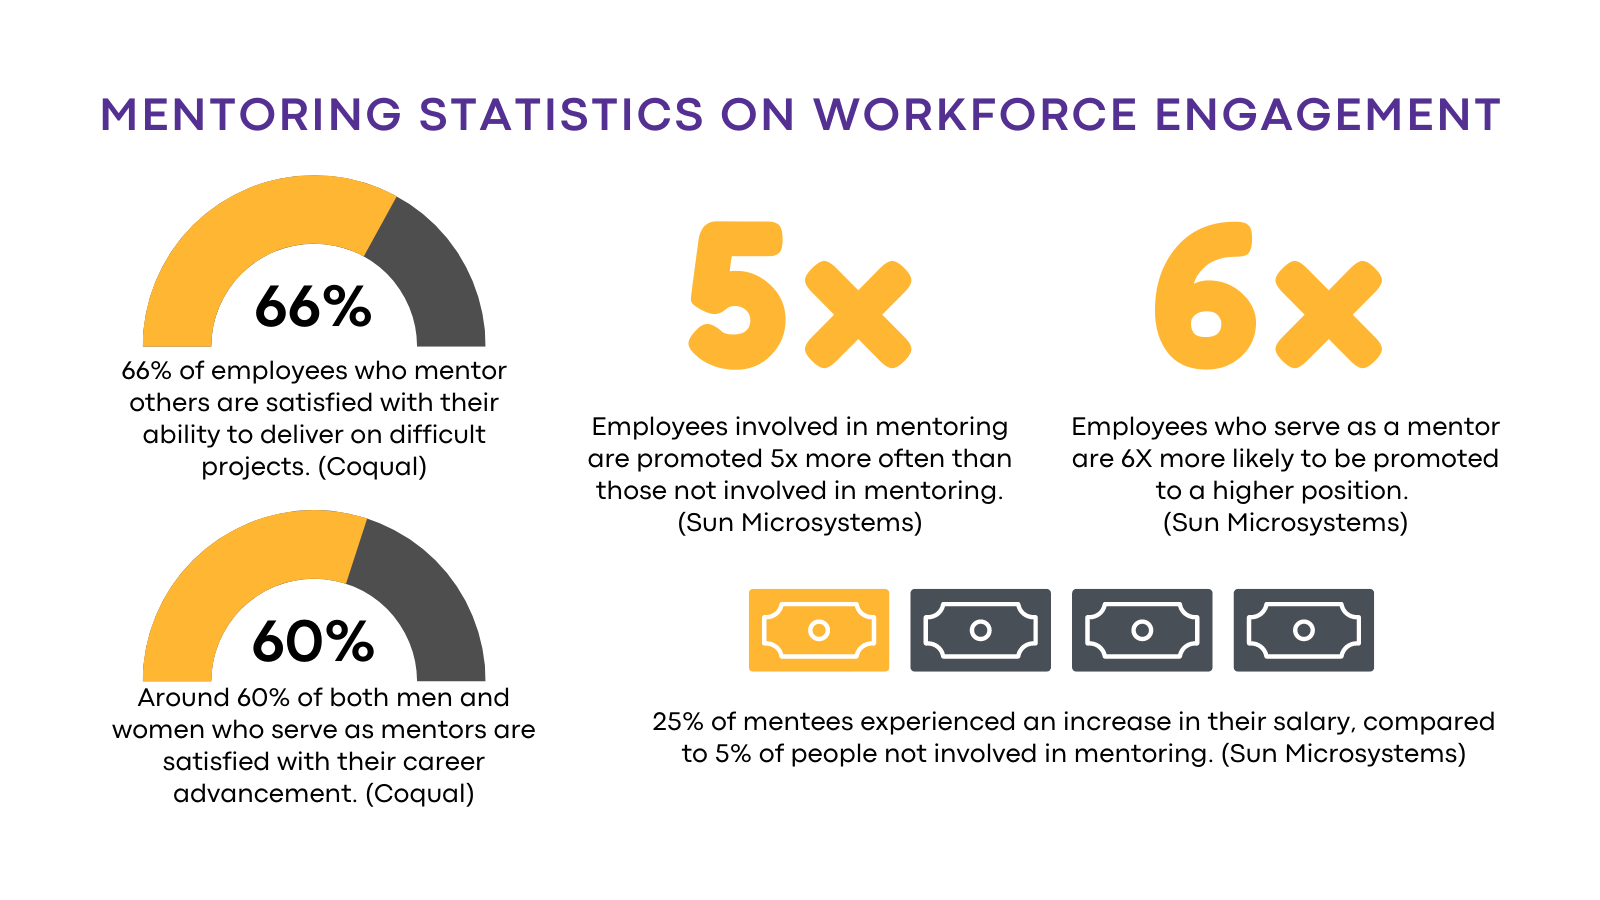 MENTORING STATISTICS ON WORKFORCE ENGAGEMENT
66%
66% of employees who mentor
others are satisfied with their
ability to deliver on difficult
projects. (Coqual)
60%
Around 60% of both men and
women who serve as mentors are
satisfied with their career
advancement. (Coqual)
5x
Employees involved in mentoring
are promoted 5x more often than
those not involved in mentoring.
(Sun Microsystems)
6x
Employees who serve as a mentor
are 6X more likely to be promoted
to a higher position.
(Sun Microsystems)
25% of mentees experienced an increase in their salary, compared
to 5% of people not involved in mentoring. (Sun Microsystems)